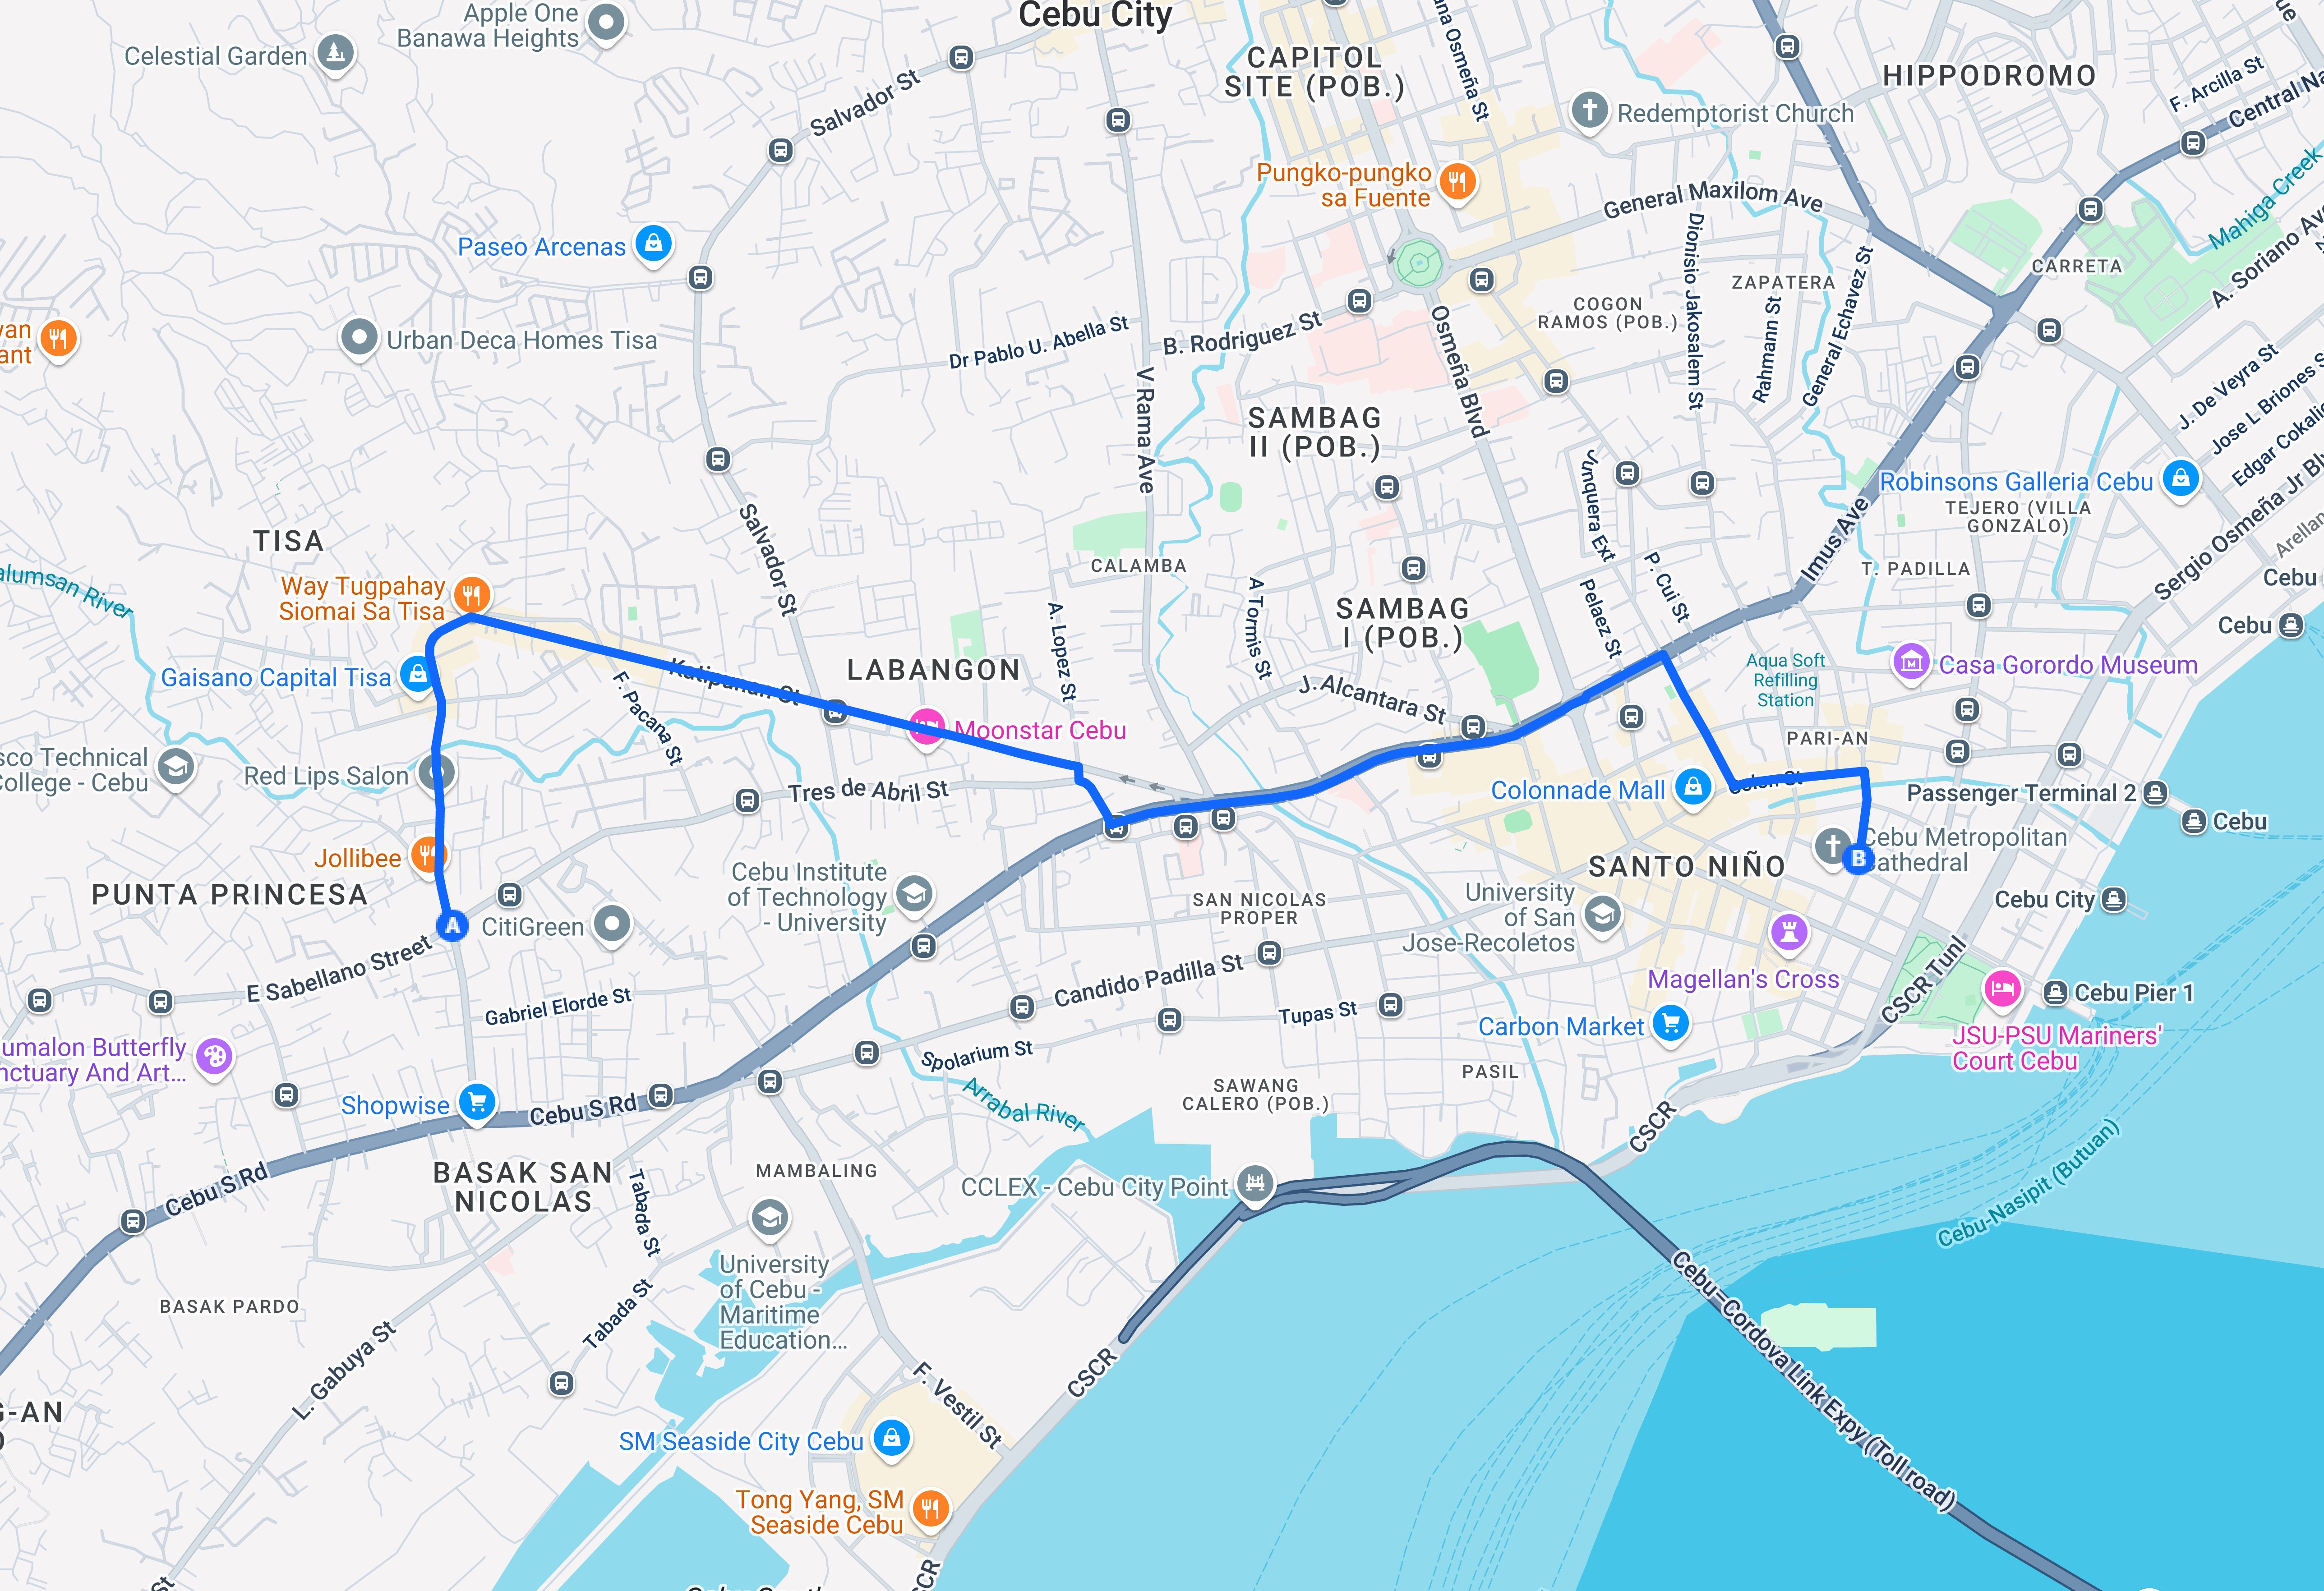 Cebu City
Apple One
Banawa Heights
Celestial Garden
Salvador St
CAPITOL
SITE (POB.)
Osmeña St
HIPPODROMO
F. Arcilla St
Redemptorist Church
Pungko-pungko
sa Fuente
General Maxilom Ave
Mahiga Creek
Paseo Arcenas
CARRETA
A. Soriano Ave
ZAPATERA
COGON
RAMOS (POB.)
Dionisio Jakosalem St
Rahmann St
General Echavez St
Urban Deca Homes Tisa
Dr Pablo U. Abella St
B. Rodriguez St
Osmeña Blvd
V Rama Ave
J. De Veyra St
Jose L Briones S
Edgar Cokalio
SAMBAG
II (POB.)
Junquera Ext
Robinsons Galleria Cebu
TEJERO (VILLA
GONZALO)
Imus Ave
Sergio Osmeña Jr Blv
Arellan
TISA
Salvador St
CALAMBA
T. PADILLA
P. Cui St
Pelaez St
Cebu
Way Tugpahay
Siomai Sa Tisa
alumsan River
A. Lopez St
A Tormis St
SAMBAG
I (POB.)
Cebu
Gaisano Capital Tisa
Katipunan St
LABANGON
F. Pacana St
J. Alcantara St
Aqua Soft
Refilling
Station
Casa Gorordo Museum
Moonstar Cebu
PARI-AN
sco Technical
College - Cebu
Red Lips Salon
Tres de Abril St
Colonnade Mall
Colon St
Passenger Terminal 2
Cebu
Jollibee
PUNTA PRINCESA
Cebu Institute
of Technology
- University
SANTO NIÑO
Cebu Metropolitan
Cathedral
B
A
CitiGreen
E Sabellano Street
SAN NICOLAS
PROPER
University
of San
Jose-Recoletos
Cebu City
Magellan's Cross
CSCR Tunl
Cebu Pier 1
Gabriel Elorde St
Candido Padilla St
Tupas St
Carbon Market
JSU-PSU Mariners'
Court Cebu
umalon Butterfly
nctuary And Art...
Spolarium St
Arrabal River
PASIL
SAWANG
CALERO (POB.)
Shopwise
Cebu S Rd
CSCR
Cebu-Nasipit (Butuan)
Cebu S Rd
BASAK SAN
NICOLAS
MAMBALING
Tabada St
CCLEX - Cebu City Point
University
of Cebu -
Maritime
Education...
BASAK PARDO
Tabada St
L. Gabuya St
Cebu-Cordova Link Expy (Toll road)
CSCR
F. Vestil St
SM Seaside City Cebu
Tong Yang, SM
Seaside Cebu
CSCR